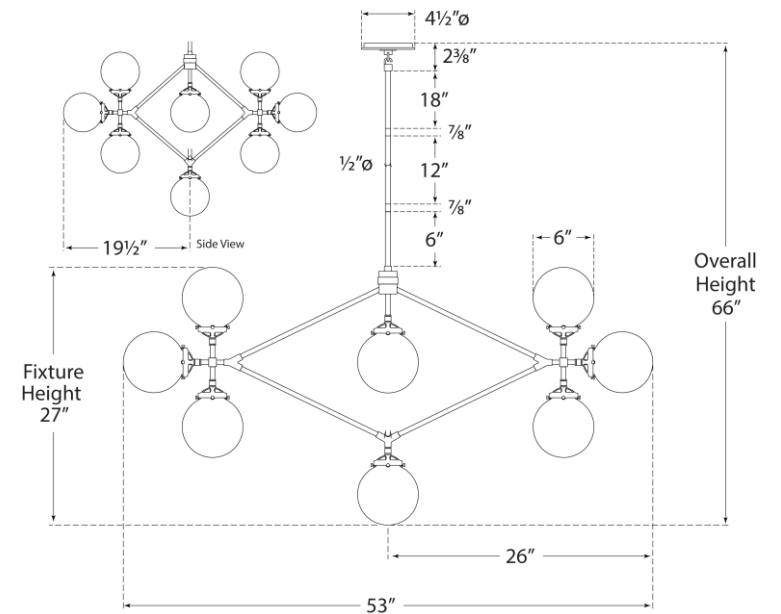 4½”ø
2⅜”
18”
⅞”
½”ø
12”
⅞”
6”
19½”
Side View
6”
Overall
Height
66”
Fixture
Height
27”
26”
53”